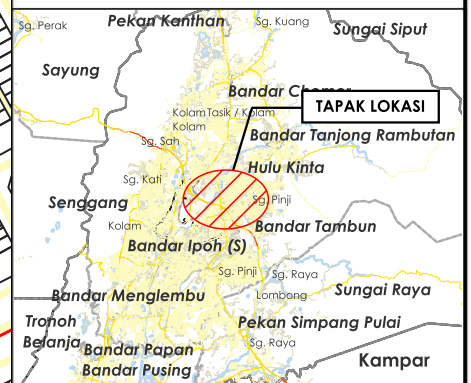 Sg. Perak
Pekan Kanthan
Sg. Kuang
Sungai Siput
Sayung
Bandar Chemor
TAPAK LOKASI
Kolam
Tasik / Kolam
Kolam
Bandar Tanjong Rambutan
Sg. Sah
Hulu Kinta
Sg. Kati
Senggang
Sg. Pinji
Kolam
Bandar Tambun
Bandar Ipoh (S)
Sg. Pinji
Sg. Raya
Sungai Raya
Bandar Menglembu
Lombong
Tronoh
Belanja
Pekan Simpang Pulai
Sg. Raya
Bandar Papan
Kampar
Bandar Pusing